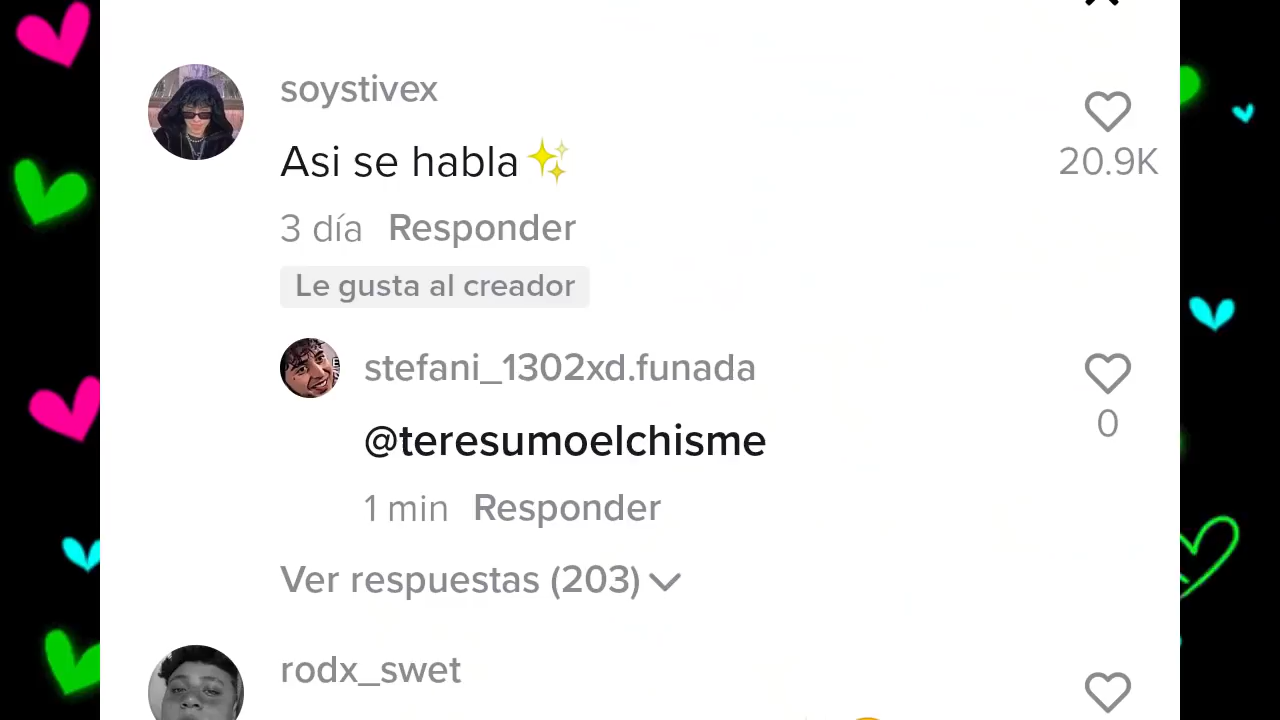 soystivex
Asi se habla✨
20.9K
3 día Responder
Le gusta al creador
stefani_1302xd.funada
@teresumoelchisme
0
1 min Responder
Ver respuestas (203)
rodx_swet